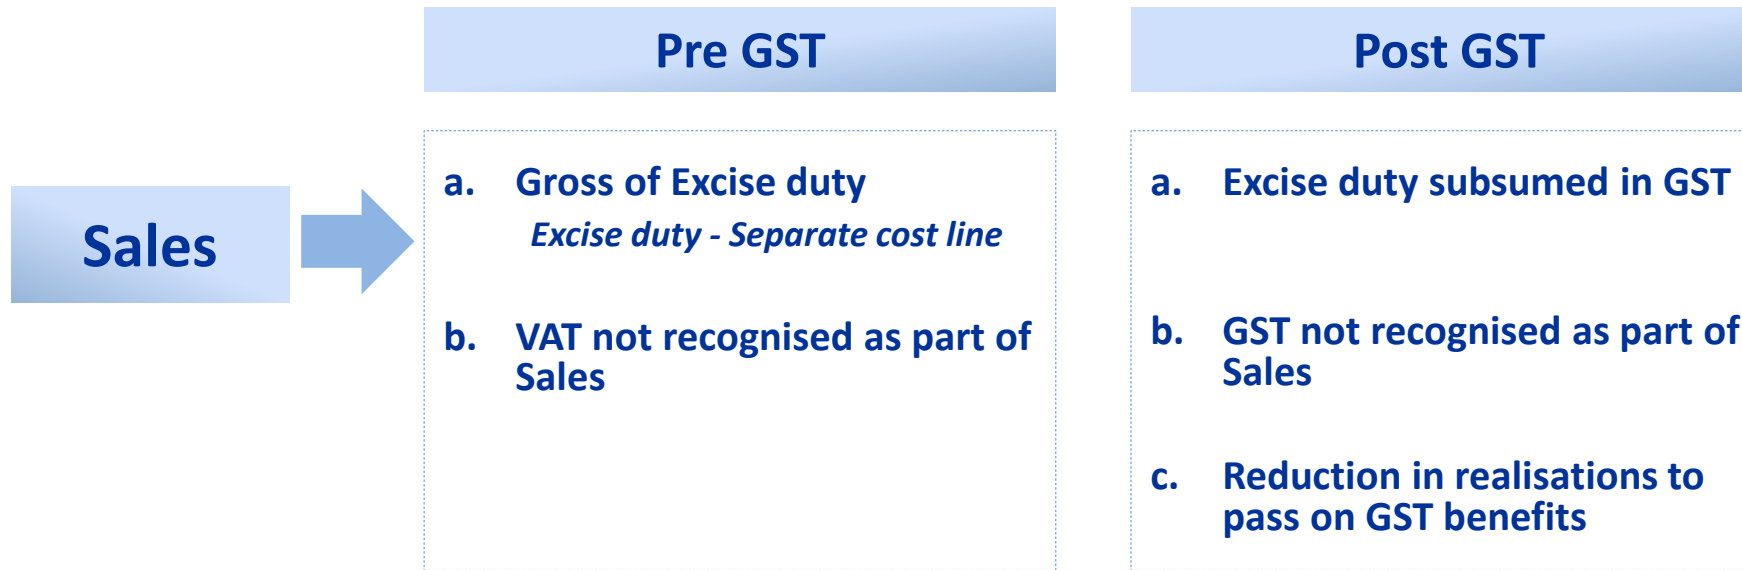 Pre GST
Post GST
Sales
a. Gross of Excise duty
Excise duty - Separate cost line
b. VAT not recognised as part of
Sales
a. Excise duty subsumed in GST
b. GST not recognised as part of
Sales
c. Reduction in realisations to
pass on GST benefits